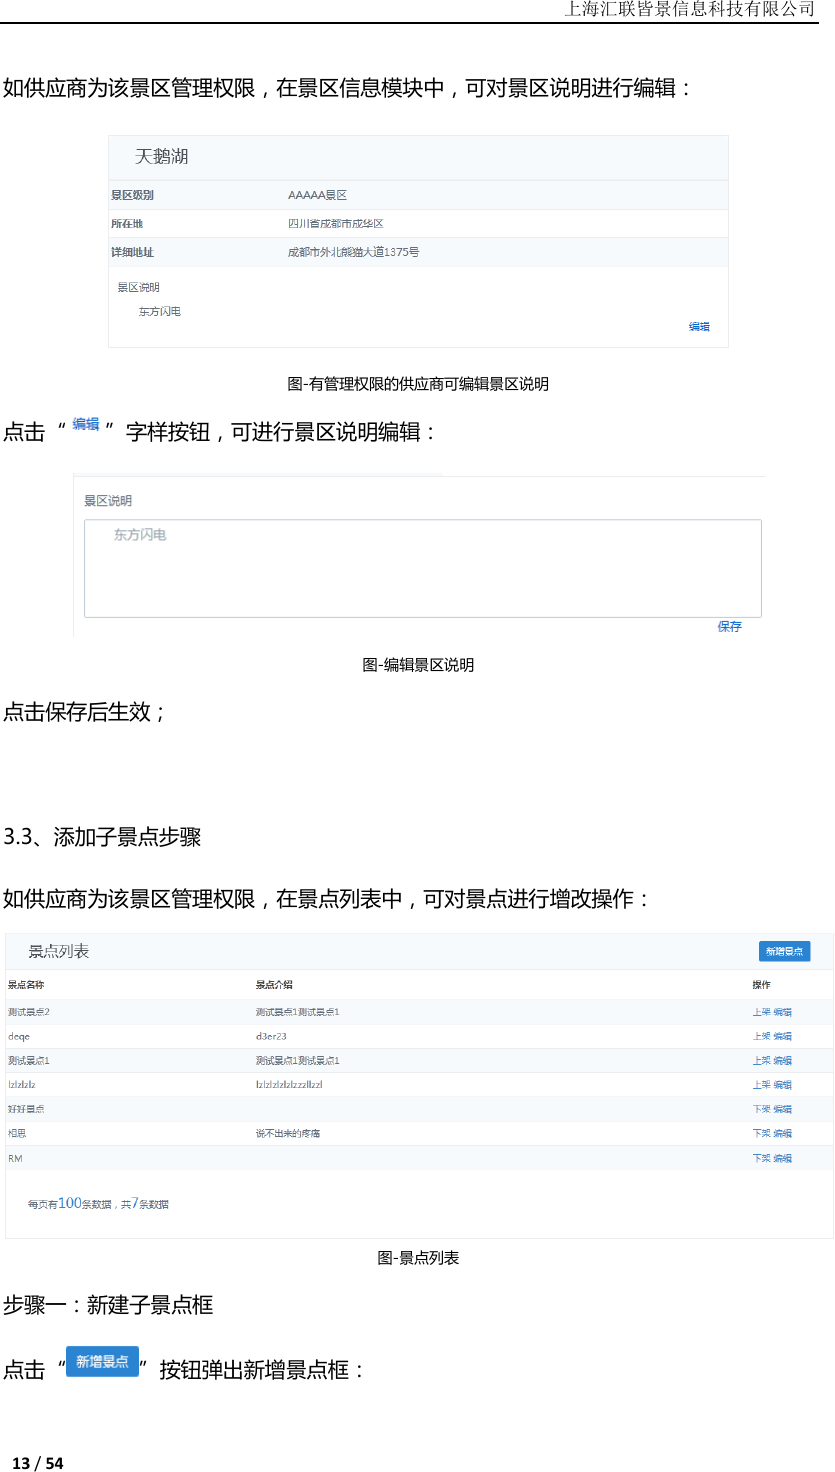 上海汇联皆景信息科技有限公司
如供应商为该景区管理权限，在景区信息模块中，可对景区说明进行编辑：
天鹅湖
景区级别 AAAAA景区
所在地 四川省成都市成华区
详细地址 成都市外北熊猫大道1375号
景区说明
东方闪电
编辑
图-有管理权限的供应商可编辑景区说明
点击“编辑”字样按钮，可进行景区说明编辑：
景区说明
东方闪电
保存
图-编辑景区说明
点击保存后生效；
3.3、添加子景点步骤
如供应商为该景区管理权限，在景点列表中，可对景点进行增改操作：
景点列表 新增景点
景点名称 景点介绍 操作
测试景点2 测试景点1测试景点1 上架 编辑
deqe d3er23 上架 编辑
测试景点1 测试景点1测试景点1 上架 编辑
lzlzlzlz lzlzlzlzlzlzzzllzzl 上架 编辑
好好景点 下架 编辑
相思 说不出来的疼痛 下架 编辑
RM 下架 编辑
每页有100条数据，共7条数据
图-景点列表
步骤一：新建子景点框
点击“新增景点”按钮弹出新增景点框：
13 / 54